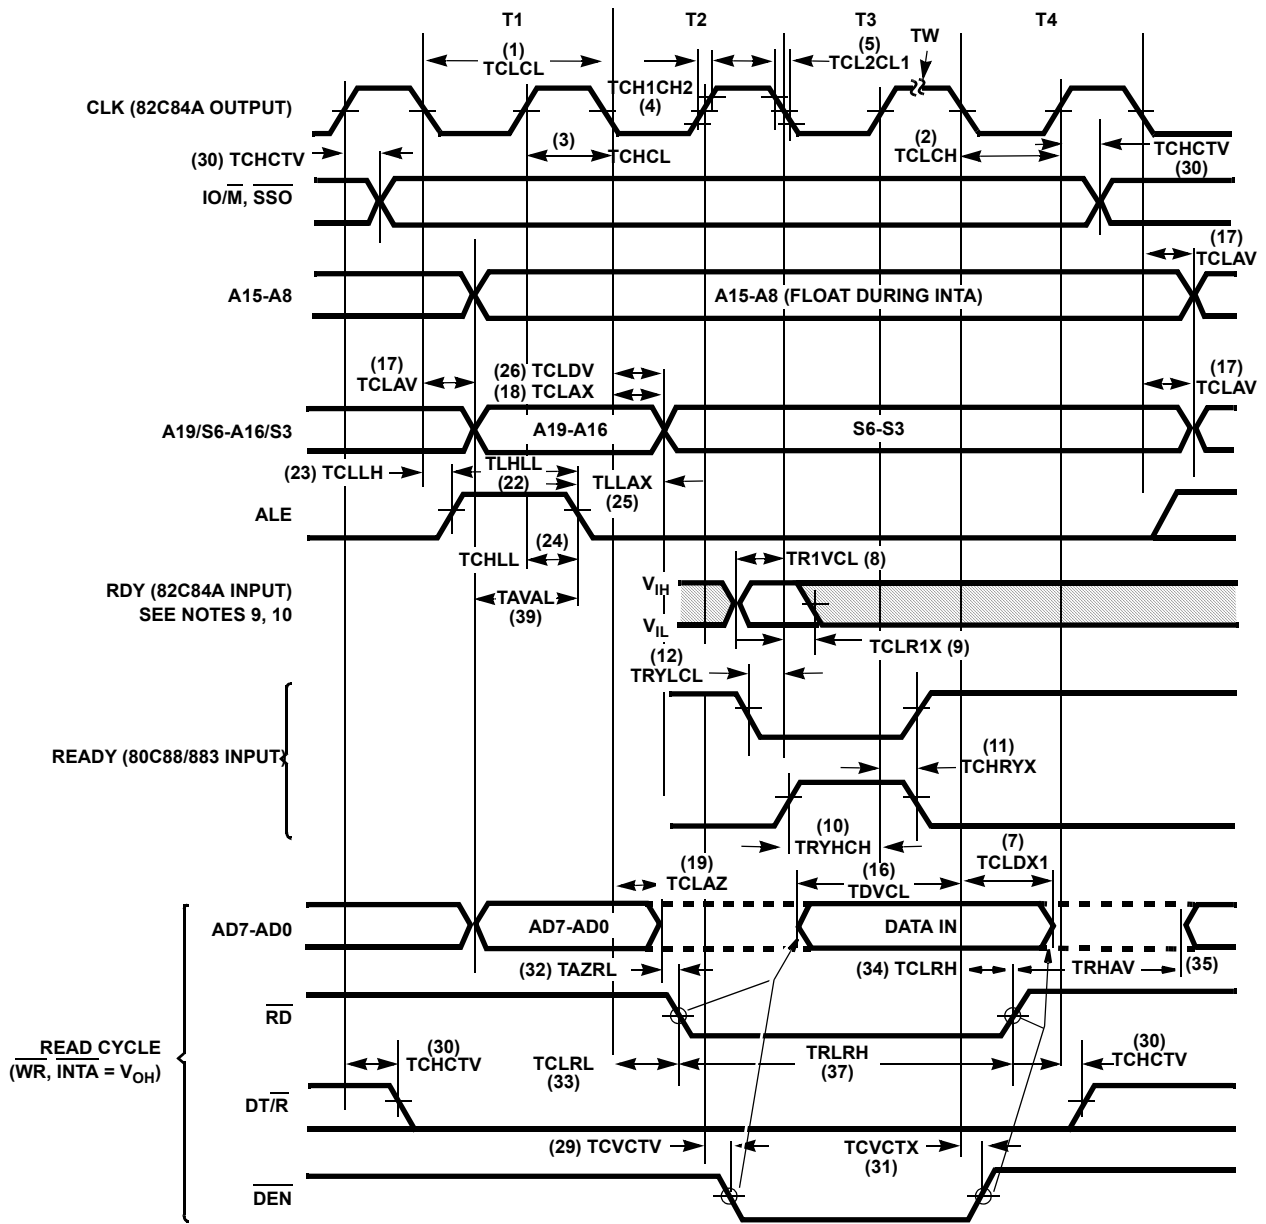 T1 T2 T3 T4
(1)
TCLCL
TCH1CH2
(4)
(5)
TCL2CL1
TW
CLK (82C84A OUTPUT)
(3)
TCHCL
(2)
TCLCH
(30) TCHCTV
TCHCTV
(30)
IO/M, SSO
(17)
TCLAV
A15-A8
A15-A8 (FLOAT DURING INTA)
(17)
TCLAV
(26) TCLDV
(18) TCLAX
(17)
TCLAV
A19/S6-A16/S3
A19-A16
S6-S3
(23) TCLLH
TLHLL
(22)
TLLAX
(25)
ALE
TCHLL
(24)
TR1VCL (8)
RDY (82C84A INPUT)
SEE NOTES 9, 10
VIH
VIL
TAVAL
(39)
TCLR1X (9)
(12)
TRYLCL
READY (80C88/883 INPUT)
(11)
TCHRYX
(10)
TRYHCH
(7)
TCLDX1
(19)
TCLAZ
(16)
TDVCL
AD7-AD0
AD7-AD0
DATA IN
(32) TAZRL
(34) TCLRH
TRHAV
(35)
RD
READ CYCLE
(WR, INTA = VOH)
(30)
TCHCTV
TCLRL
(33)
TRLRH
(37)
(30)
TCHCTV
DT/R
(29) TCVCTV
TCVCTX
(31)
DEN